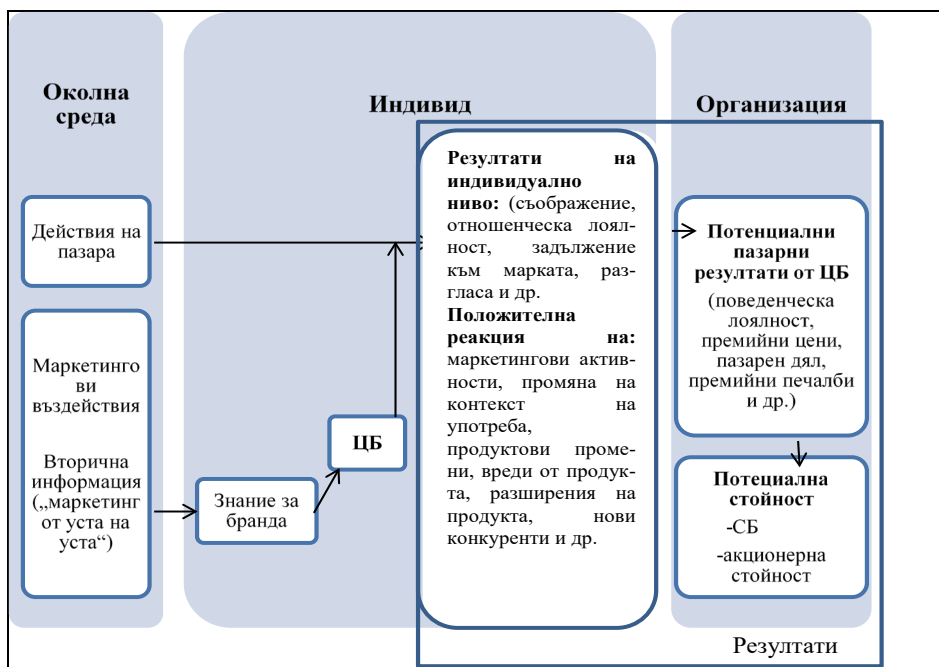 Околна
среда
Действия на
пазара
Маркетинго
ви
въздействия
Вторична
информация
(„маркетинг
от уста на
уста“)
Индивид
Знание за
бранда
ЦБ
Резултати на
индивидуално
ниво: (съображение,
отношенческа лоял-
ност, задължение
към марката, раз-
гласа и др.
Положителна
реакция на:
маркетингови актив-
ности, промяна на
контекст на
употреба,
продуктови проме-
ни, вреди от продук-
та, разширения на
продукта, нови
конкуренти и др.
Организация
Потенциални
пазарни
резултати от ЦБ
(поведенческа
лоялност,
премийни цени,
пазарен дял,
премийни печалби
и др.)
Потециална
стойност
-СБ
-акционерна
стойност
Резултати